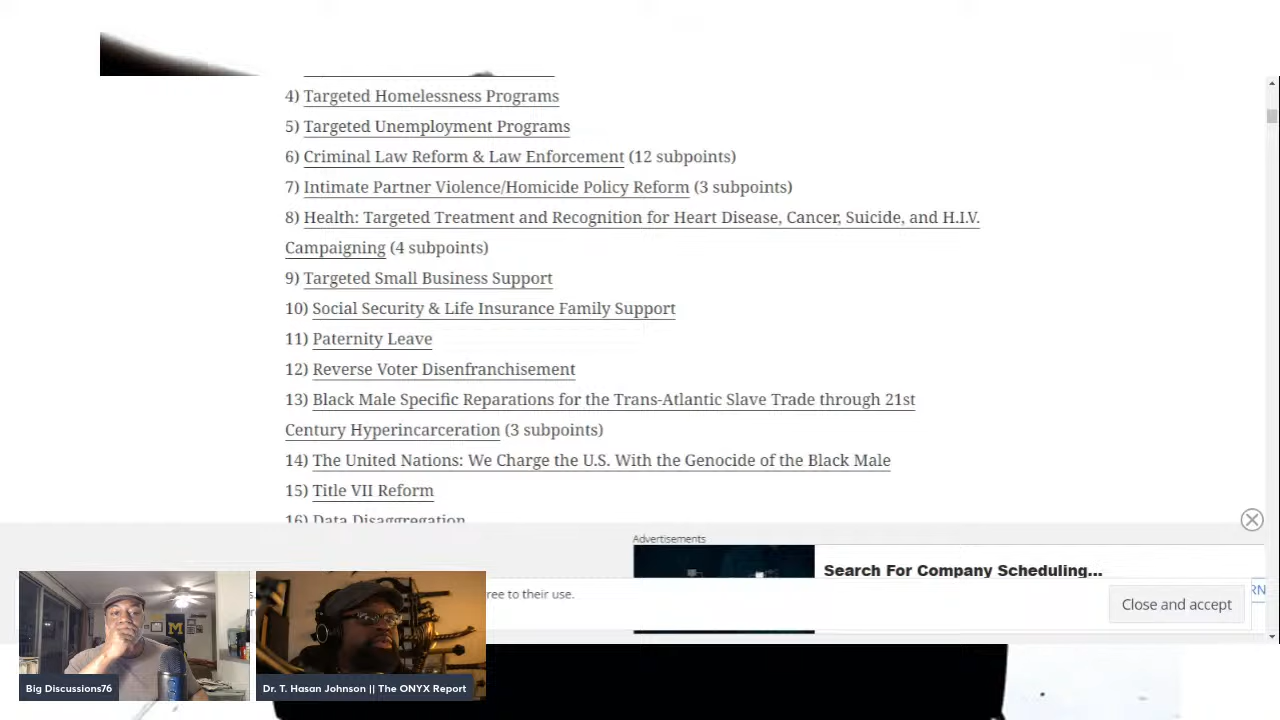 4) Targeted Homelessness Programs
5) Targeted Unemployment Programs
6) Criminal Law Reform & Law Enforcement (12 subpoints)
7) Intimate Partner Violence/Homicide Policy Reform (3 subpoints)
8) Health: Targeted Treatment and Recognition for Heart Disease, Cancer, Suicide, and H.I.V.
Campaigning (4 subpoints)
9) Targeted Small Business Support
10) Social Security & Life Insurance Family Support
11) Paternity Leave
12) Reverse Voter Disenfranchisement
13) Black Male Specific Reparations for the Trans-Atlantic Slave Trade through 21st
Century Hyperincarceration (3 subpoints)
14) The United Nations: We Charge the U.S. With the Genocide of the Black Male
15) Title VII Reform
16) Data Disaggregation
Advertisements
Search For Company Scheduling...
ree to their use.
RN
Close and accept
M
Big Discussions76
Dr. T. Hasan Johnson || The ONYX Report